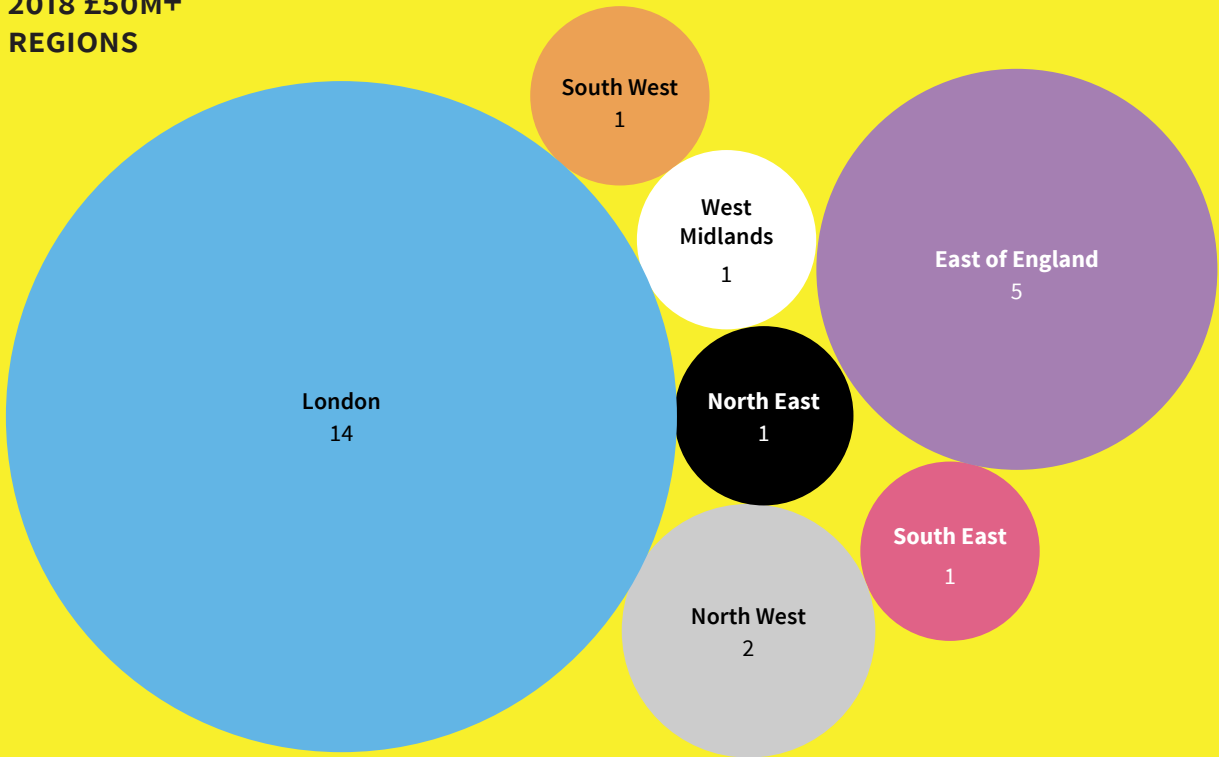 2018 £50M+
REGIONS
South West
1
West
Midlands
1
East of England
5
London
14
North East
1
South East
1
North West
2